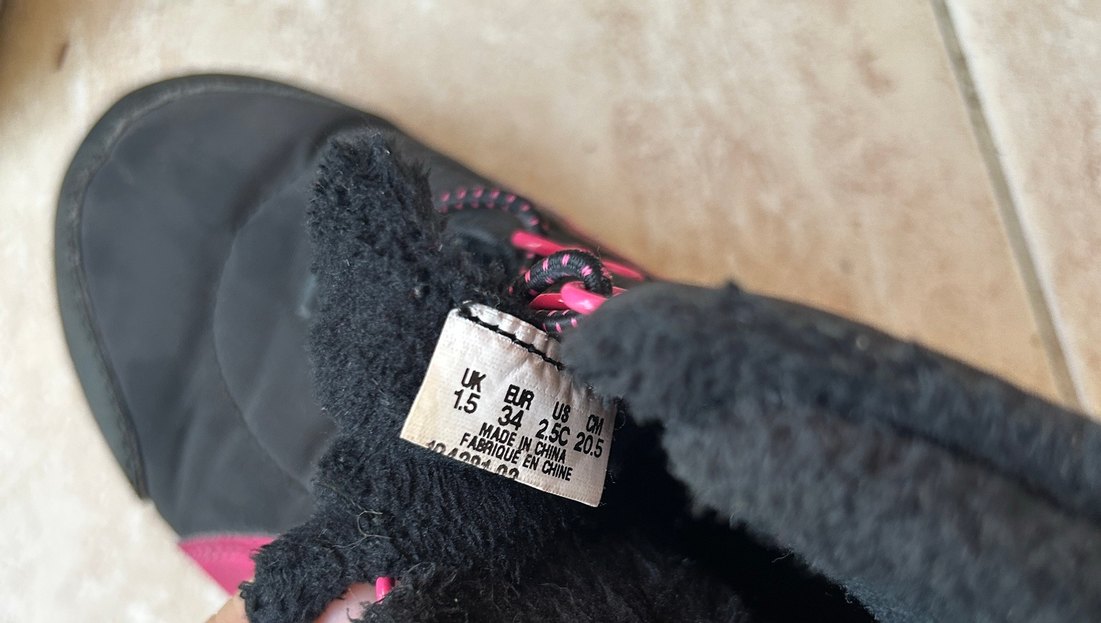 UK EUR US CM
1.5 34 2.5C 20.5
MADE IN CHINA
FABRIQUE EN CHINE